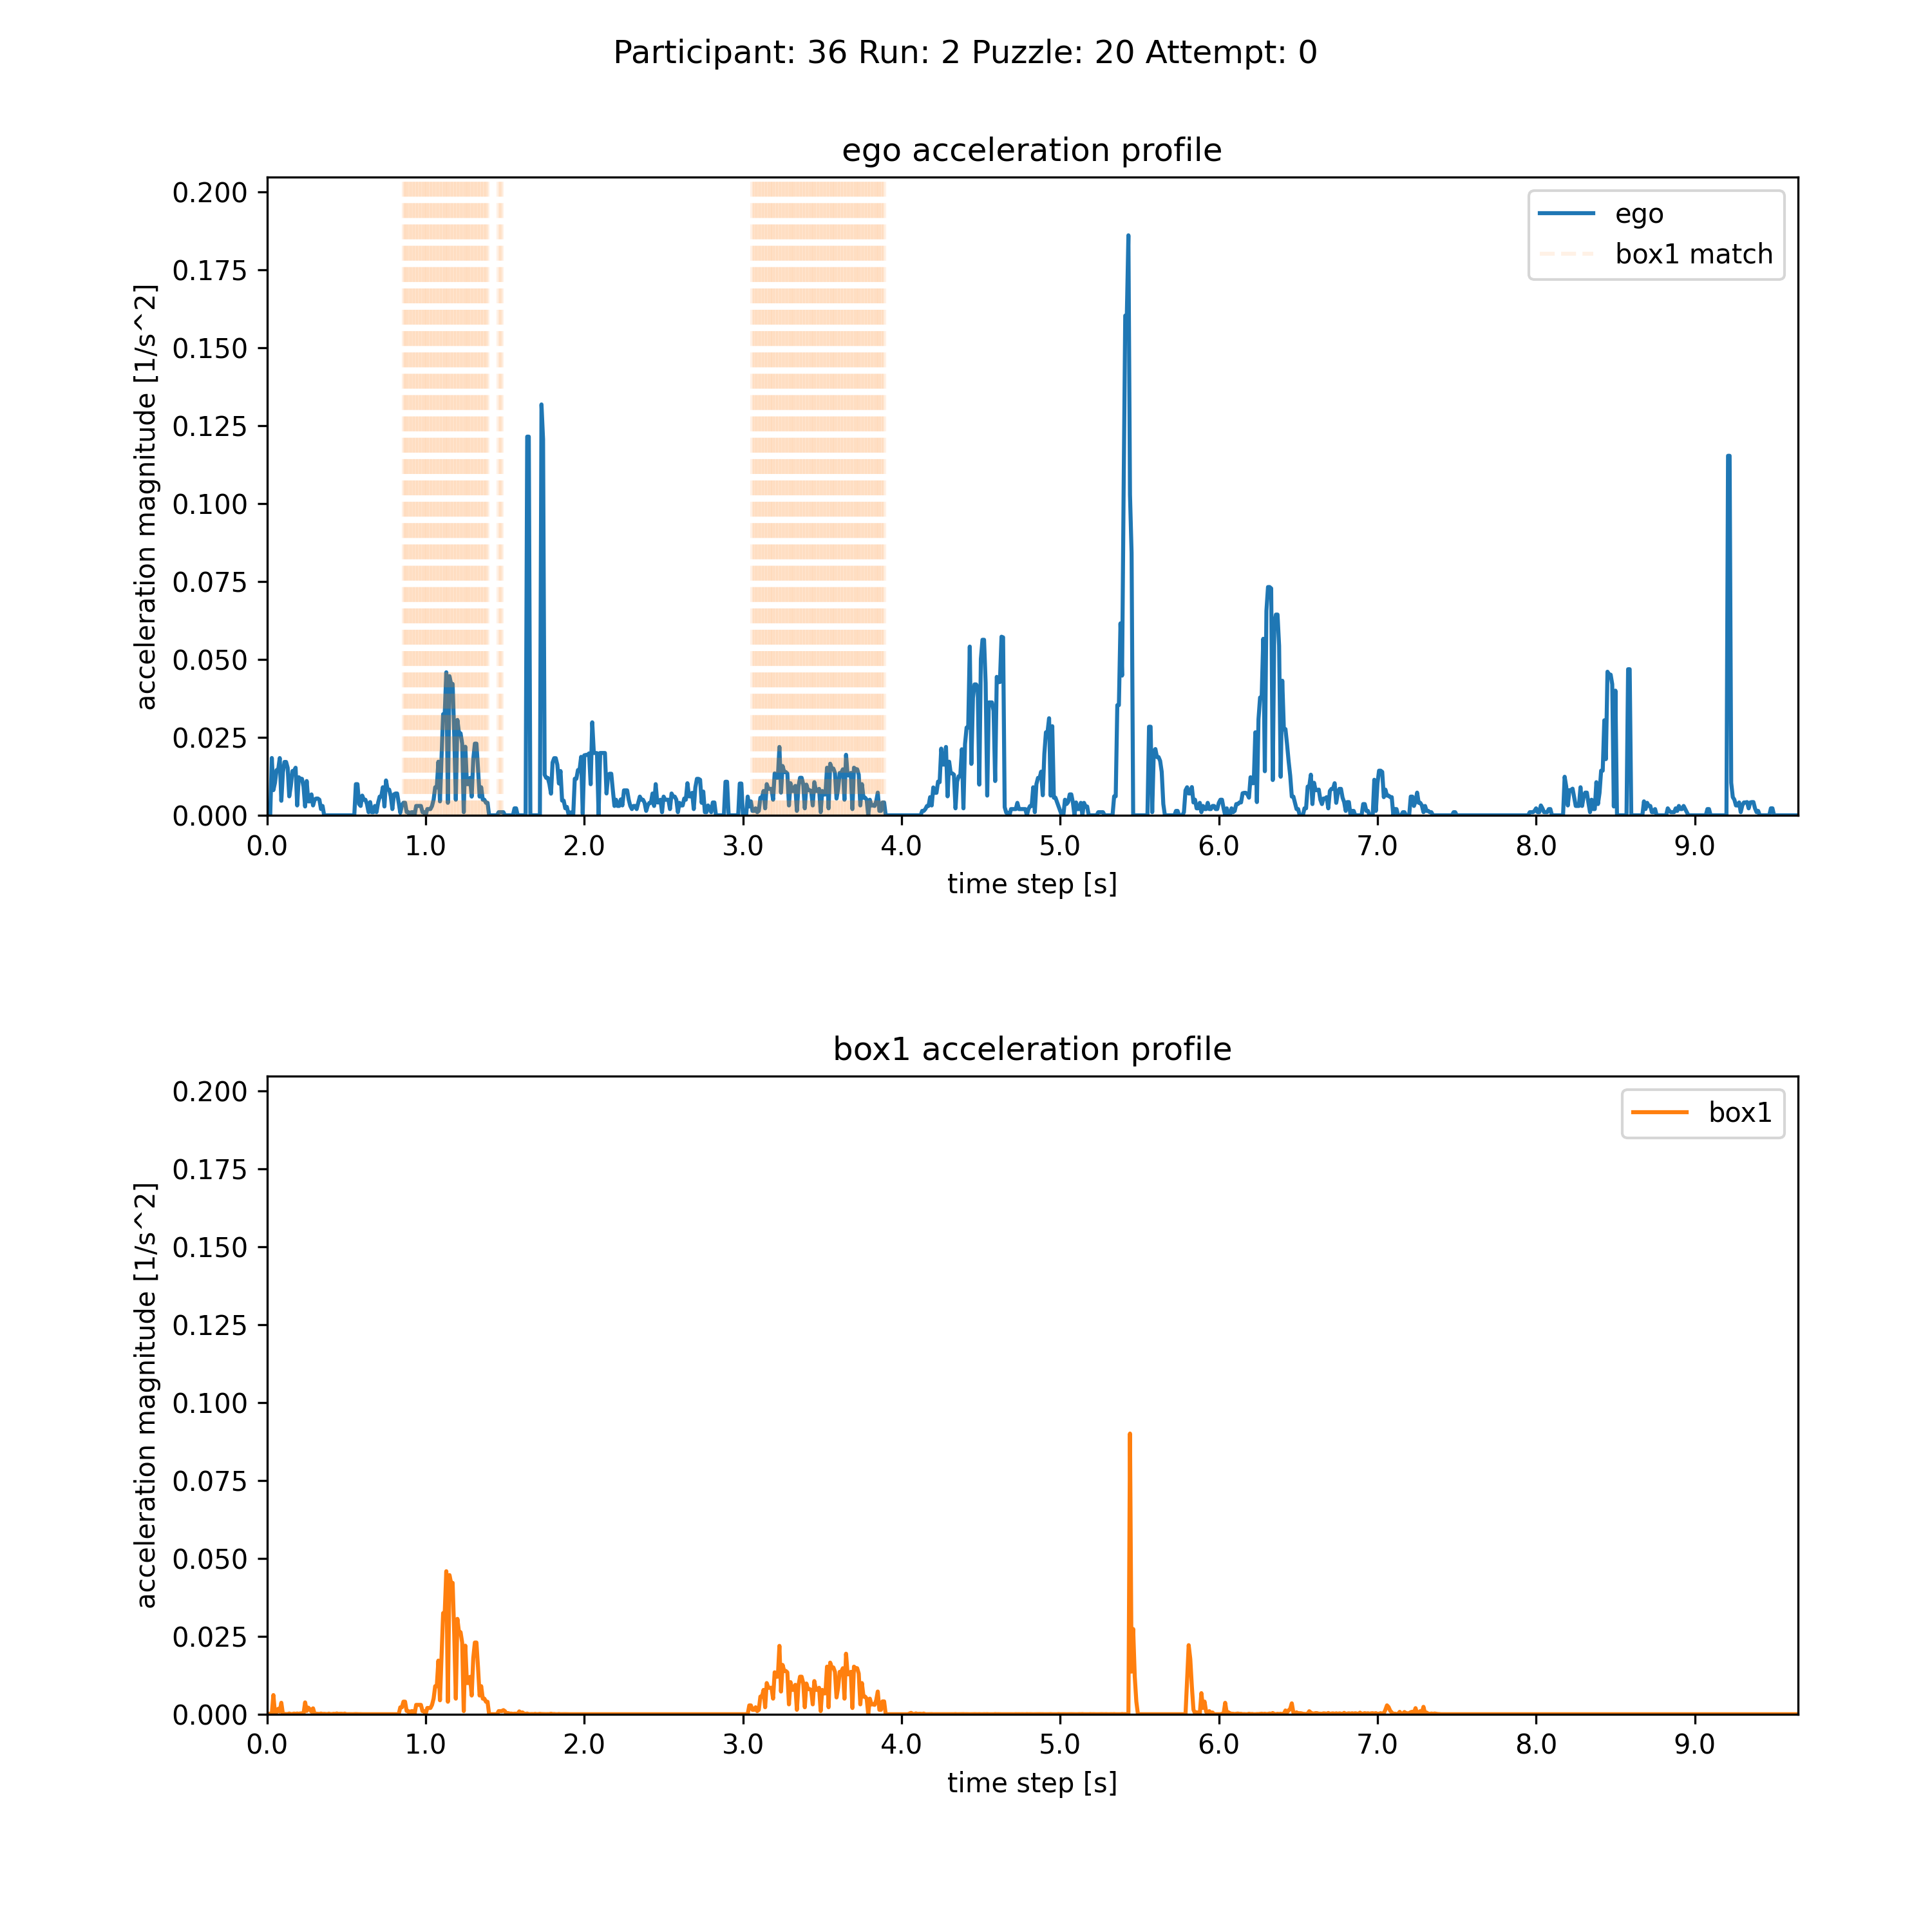 Participant: 36 Run: 2 Puzzle: 20 Attempt: 0
ego acceleration profile
0.200
0.175
0.150
0.125
0.100
0.075
0.050
0.025
0.000
acceleration magnitude [1/s^2]
ego
box1 match
0.0 1.0 2.0 3.0 4.0 5.0 6.0 7.0 8.0 9.0
time step [s]
box1 acceleration profile
0.200
0.175
0.150
0.125
0.100
0.075
0.050
0.025
0.000
acceleration magnitude [1/s^2]
box1
0.0 1.0 2.0 3.0 4.0 5.0 6.0 7.0 8.0 9.0
time step [s]